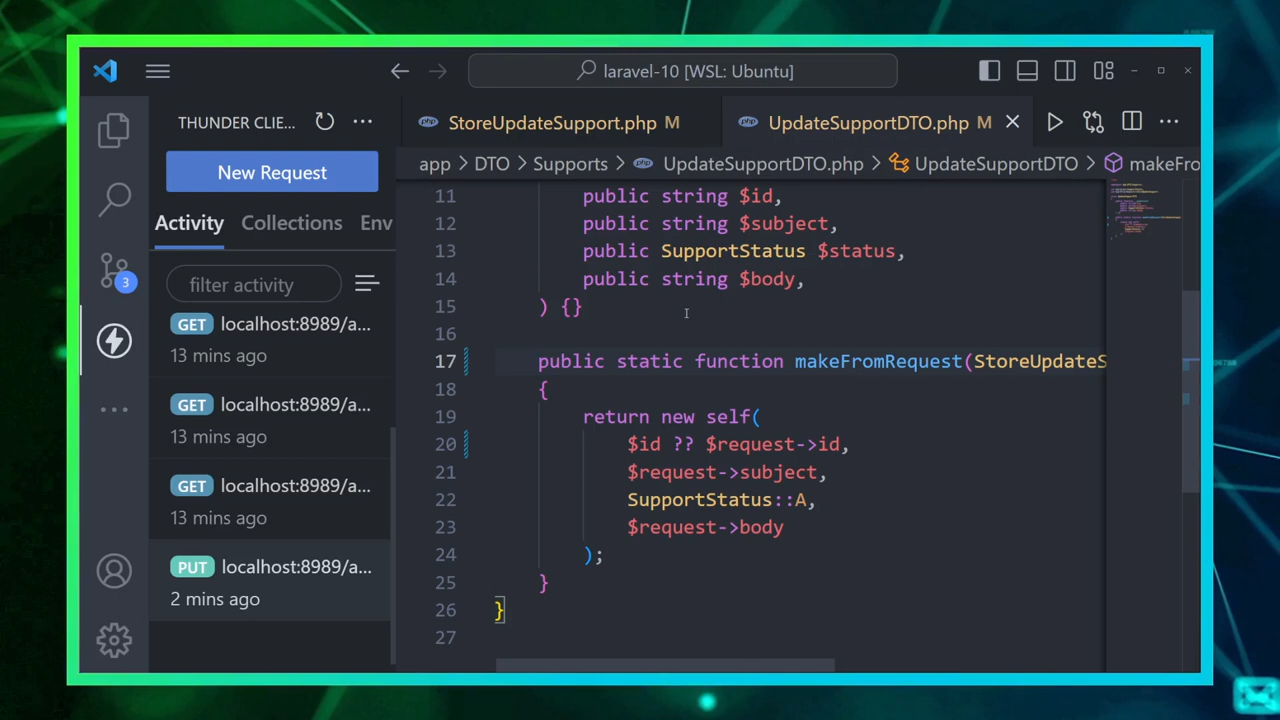 laravel-10 [WSL: Ubuntu]
THUNDER CLIE...
New Request
Activity Collections Env
filter activity
GET localhost:8989/a...
13 mins ago
GET localhost:8989/a...
13 mins ago
GET localhost:8989/a...
13 mins ago
PUT localhost:8989/a...
2 mins ago
3
php StoreUpdateSupport.php M
php UpdateSupportDTO.php M
app > DTO > Supports > php UpdateSupportDTO.php > UpdateSupportDTO > makeFro
11 public string $id,
12 public string $subject,
13 public SupportStatus $status,
14 public string $body,
15 ) {}
16
17 public static function makeFromRequest(StoreUpdateS
18 {
19 return new self(
20 $id ?? $request->id,
21 $request->subject,
22 SupportStatus::A,
23 $request->body
24 );
25 }
26 }
27